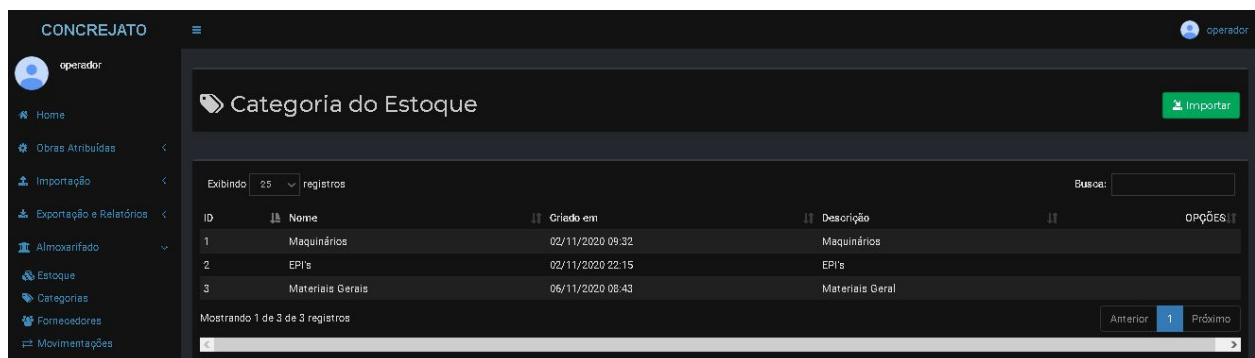 CONCREJATO
operador
operador
Home
Obras Atribuídas
Importação
Exportação e Relatórios
Almoxarifado
Estoque
Categorias
Fornecedores
Movimentações
Categoria do Estoque
Importar
Exibindo 25 registros
Busca:
ID Nome Criado em Descrição OPÇÕES
1 Maquinários 02/11/2020 09:32 Maquinários
2 EPI's 02/11/2020 22:15 EPI's
3 Materiais Gerais 06/11/2020 08:43 Materiais Geral
Mostrando 1 de 3 de 3 registros
Anterior 1 Próximo